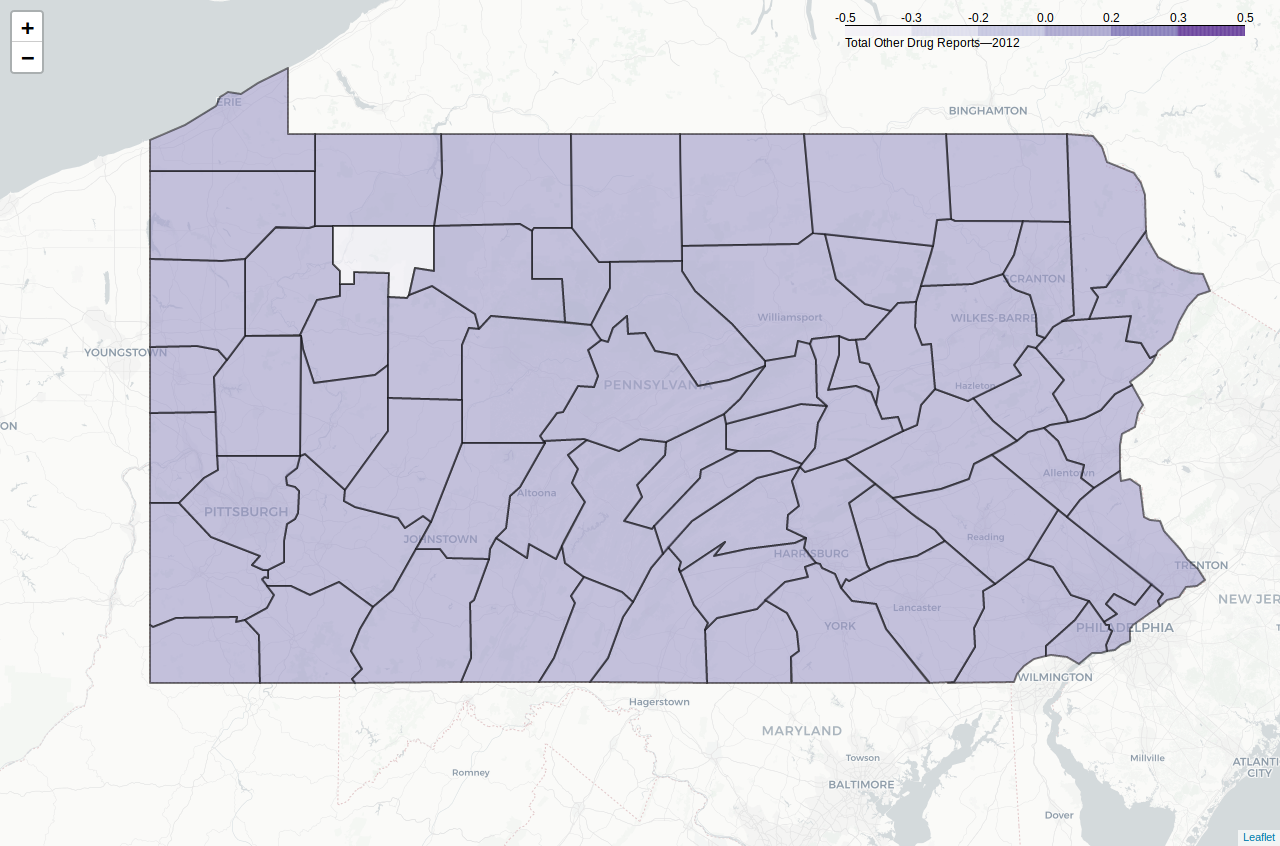 +
−
-0.5 -0.3 -0.2 0.0 0.2 0.3 0.5
Total Other Drug Reports—2012
ERIE
BINGHAMTON
SCRANTON
Williamsport
WILKES-BARRE
YOUNGSTOWN
PENNSYLVANIA
Hazleton
ON
Allentown
Altoona
PITTSBURGH
JOHNSTOWN
Reading
HARRISBURG
TRENTON
NEW JER
Lancaster
YORK
PHILADELPHIA
T
WILMINGTON
Hagerstown
MARYLAND
Towson
Millville
ATLANTI
CITY
Romney
BALTIMORE
Dover
Leaflet